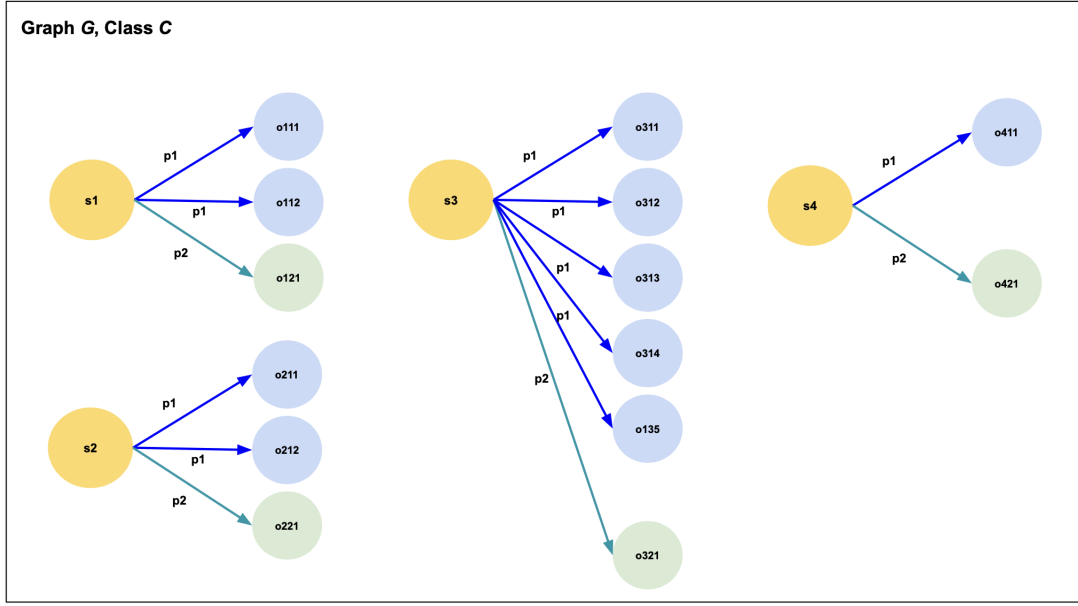 Graph G, Class C
s1
p1
o111
p1
o112
p2
o121
s2
p1
o211
p1
o212
p2
o221
s3
p1
o311
p1
o312
p1
o313
p1
o314
o135
p2
o321
s4
p1
o411
p2
o421